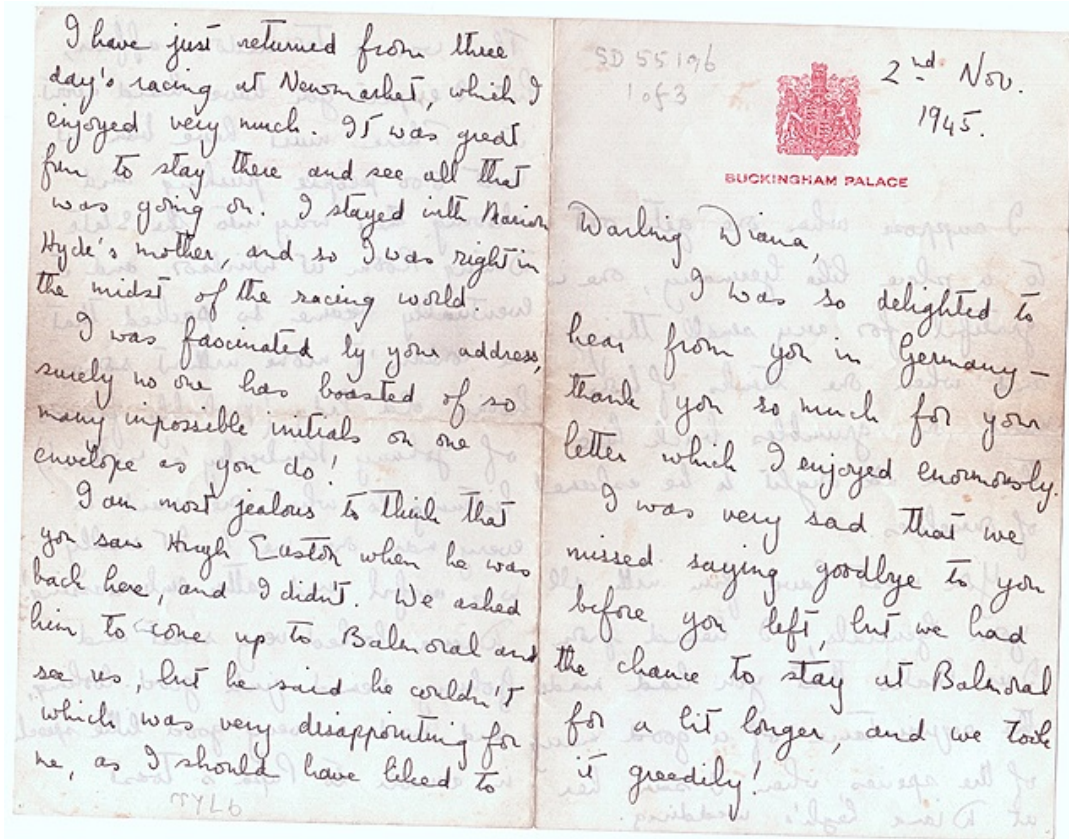 SD 55196
1 of 3
2nd Nov.
1945.
BUCKINGHAM PALACE
Darling Diana,
I was so delighted to
hear from you in Germany –
thank you so much for your
letter which I enjoyed enormously.
I was very sad that we
missed saying goodbye to you
before you left, but we had
the chance to stay at Balmoral
for a bit longer, and we took
it greedily!
I have just returned from three
day's racing at Newmarket, which I
enjoyed very much. It was great
fun to stay there and see all that
was going on. I stayed with Marion
Hyde's mother, and so I was right in
the midst of the racing world.
I was fascinated by your address,
surely no one has boasted of so
many impossible initials on one
envelope as you do!
I am most jealous to think that
you saw Hugh Easton when he was
back here, and I didn't. We asked
him to come up to Balmoral and
see us, but he said he couldn't
which was very disappointing for
me, as I should have liked to